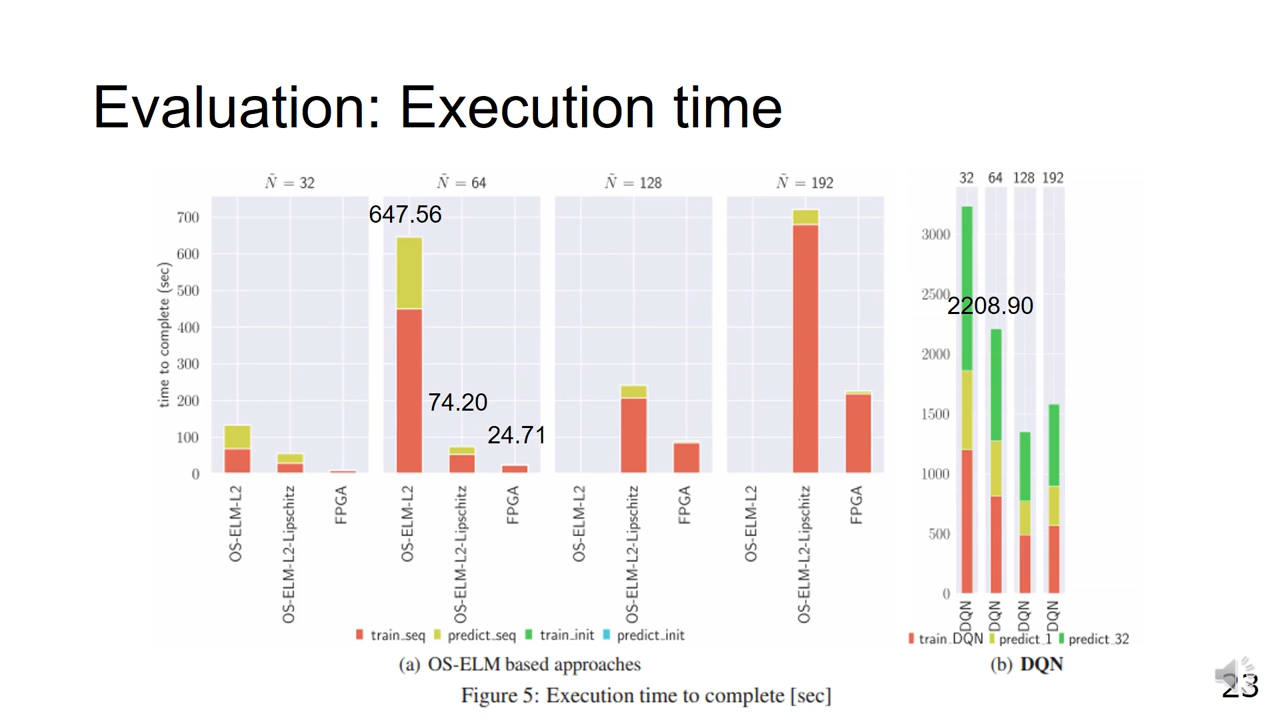 Evaluation: Execution time
Ñ = 32
Ñ = 64
Ñ = 128
Ñ = 192
32 64 128 192
647.56
74.20
24.71
2208.90
time to complete (sec)
700
600
500
400
300
200
100
0
3000
2500
2000
1500
1000
500
0
OS-ELM-L2
OS-ELM-L2-Lipschitz
FPGA
OS-ELM-L2
OS-ELM-L2-Lipschitz
FPGA
OS-ELM-L2
OS-ELM-L2-Lipschitz
FPGA
OS-ELM-L2
OS-ELM-L2-Lipschitz
FPGA
DQN
DQN
DQN
DQN
train_seq predict_seq train_init predict_init
train_DQN predict_1 predict_32
(a) OS-ELM based approaches
(b) DQN
Figure 5: Execution time to complete [sec]
23